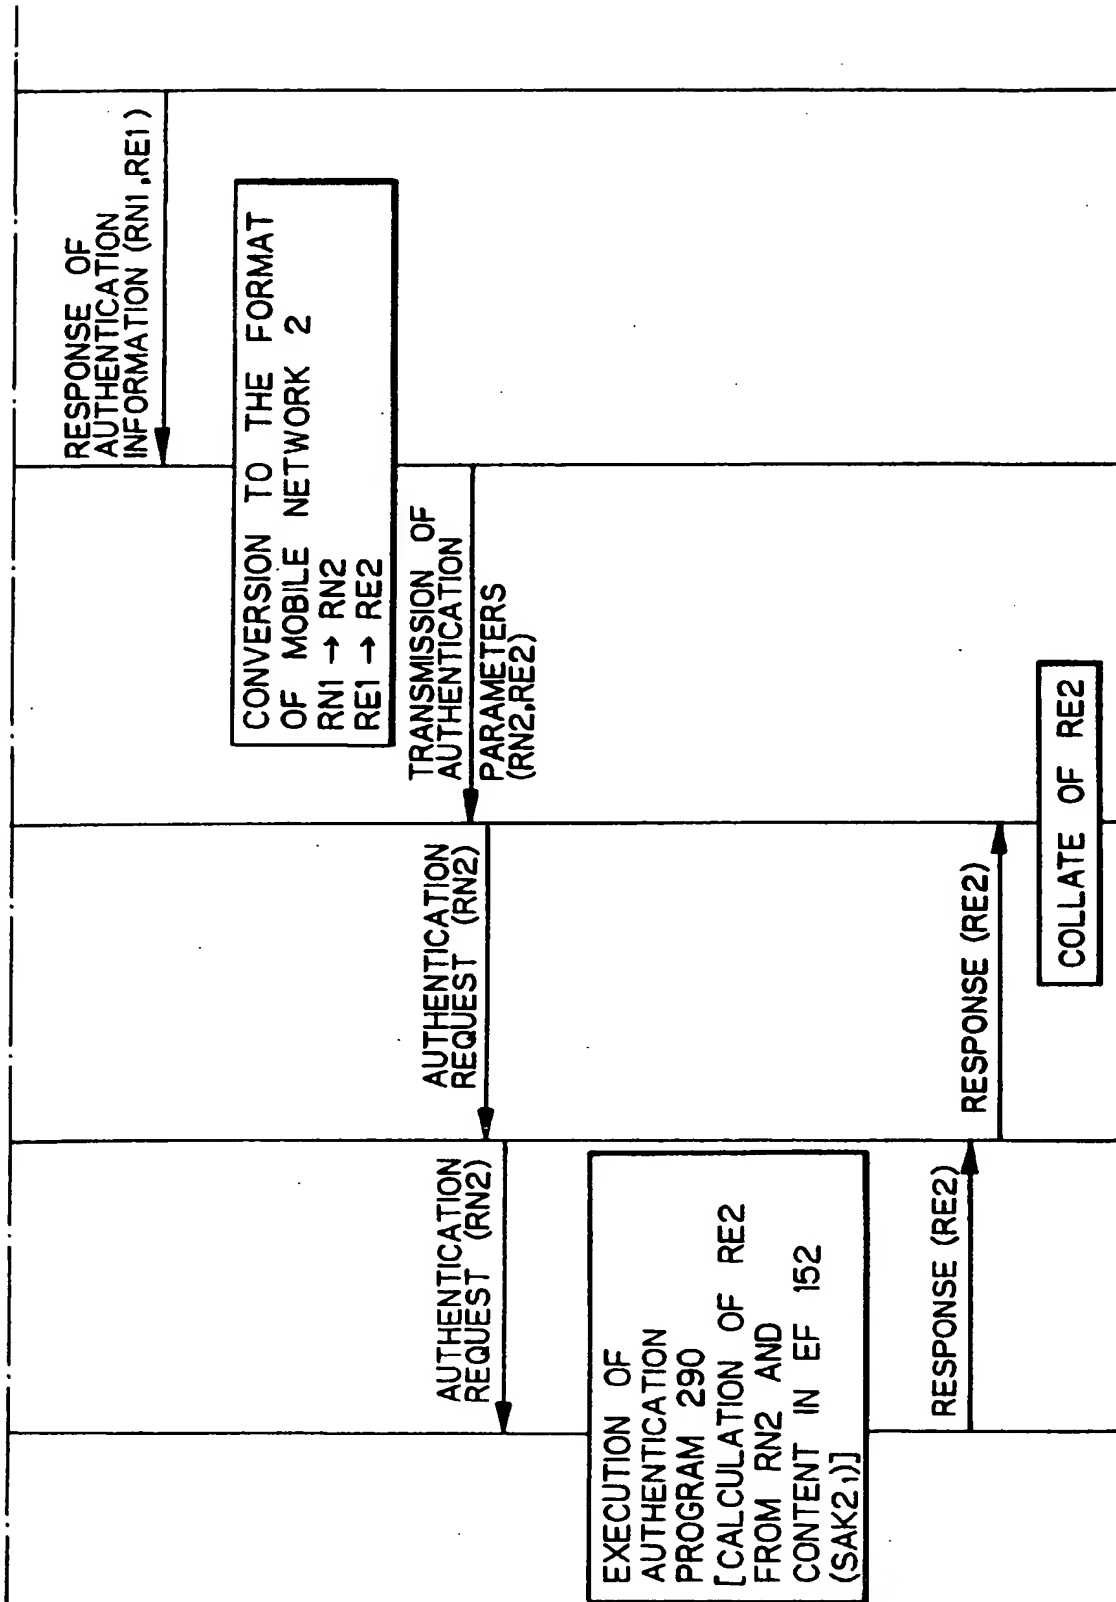 RESPONSE OF
AUTHENTICATION
INFORMATION (RN1,RE1)
CONVERSION TO THE FORMAT
OF MOBILE NETWORK 2
RN1 → RN2
RE1 → RE2
TRANSMISSION OF
AUTHENTICATION
PARAMETERS
(RN2,RE2)
AUTHENTICATION
REQUEST (RN2)
AUTHENTICATION
REQUEST (RN2)
EXECUTION OF
AUTHENTICATION
PROGRAM 290
[CALCULATION OF RE2
FROM RN2 AND
CONTENT IN EF 152
(SAK2₁)]
RESPONSE (RE2)
RESPONSE (RE2)
COLLATE OF RE2